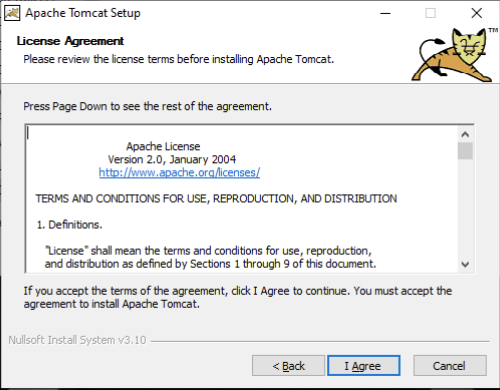 Apache Tomcat Setup
License Agreement
Please review the license terms before installing Apache Tomcat.
TM
Press Page Down to see the rest of the agreement.
Apache License
Version 2.0, January 2004
http://www.apache.org/licenses/
TERMS AND CONDITIONS FOR USE, REPRODUCTION, AND DISTRIBUTION
1. Definitions.
"License" shall mean the terms and conditions for use, reproduction,
and distribution as defined by Sections 1 through 9 of this document.
If you accept the terms of the agreement, click I Agree to continue. You must accept the
agreement to install Apache Tomcat.
Nullsoft Install System v3.10
< Back I Agree Cancel